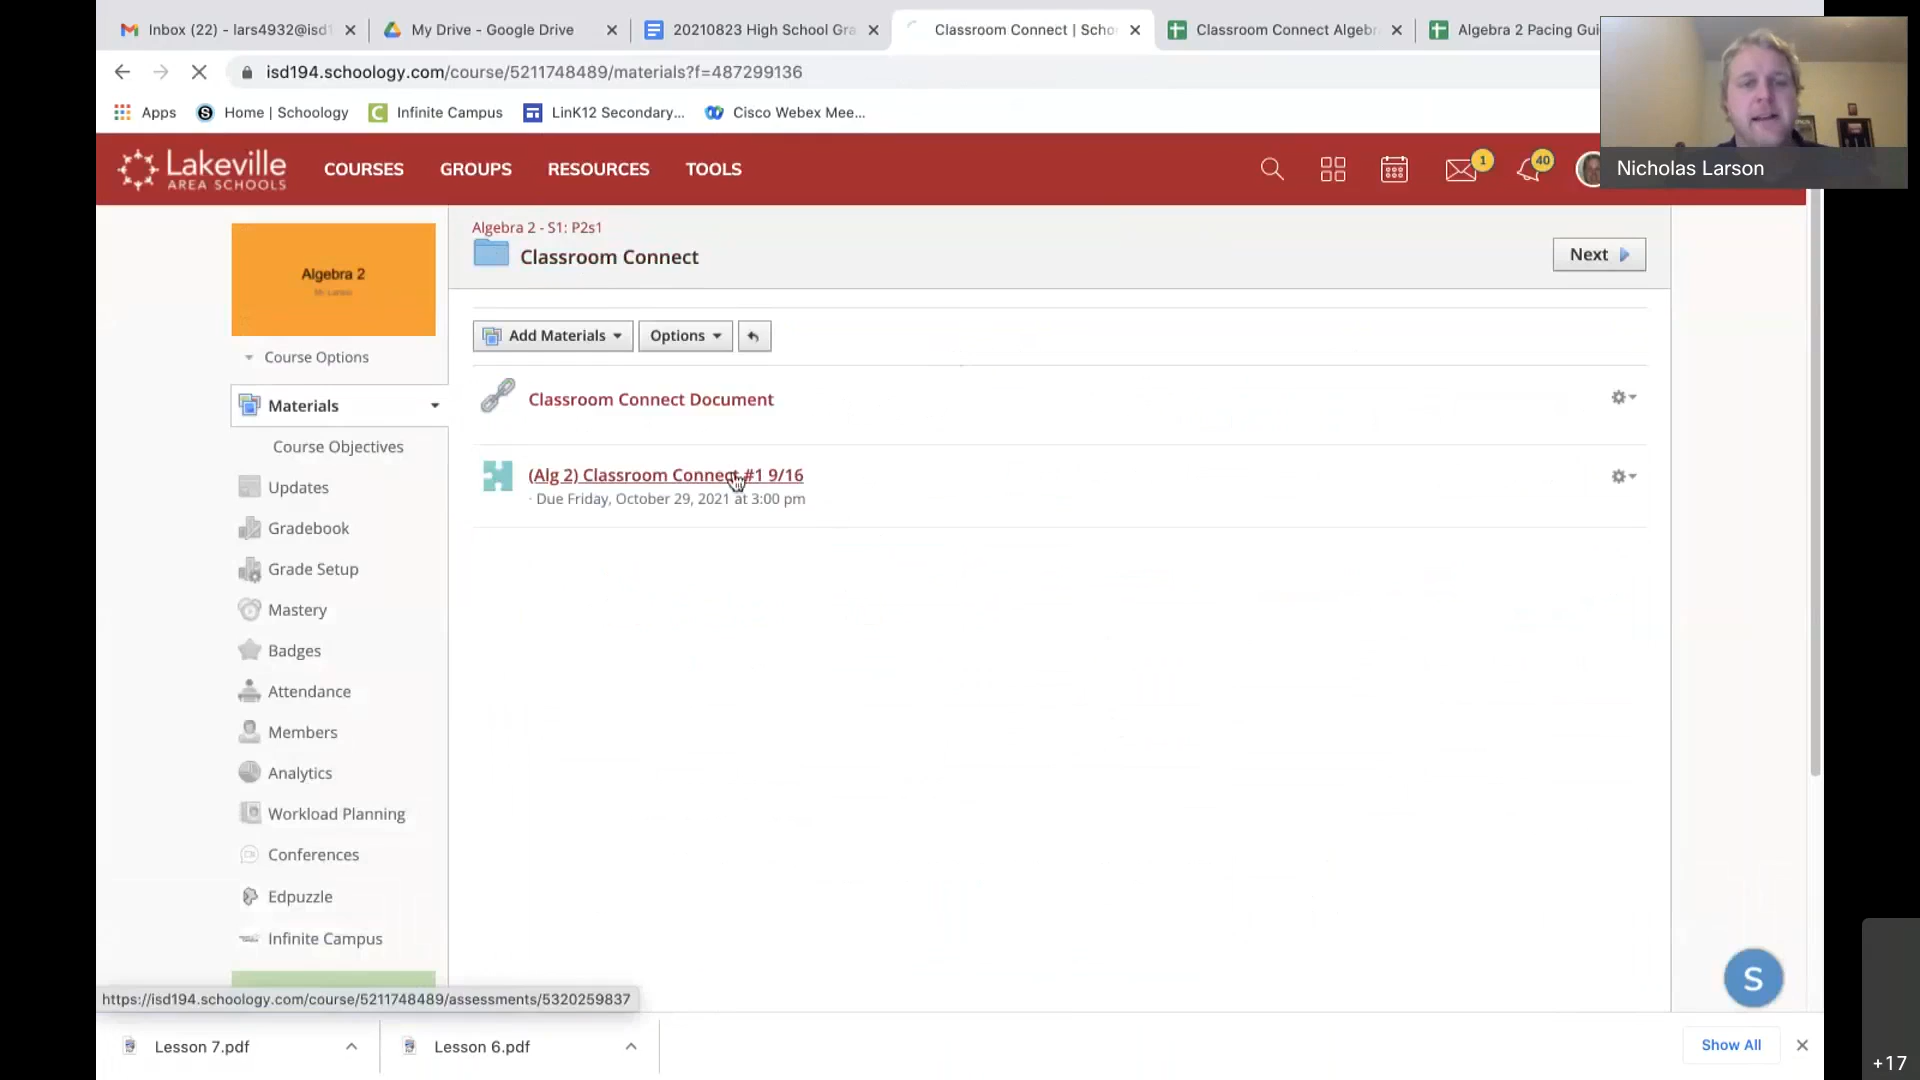 Inbox (22) - lars4932@isd1
My Drive - Google Drive
20210823 High School Gra
Classroom Connect | Scho
Classroom Connect Algebr
Algebra 2 Pacing Gui
isd194.schoology.com/course/5211748489/materials?f=487299136
Apps
Home | Schoology
Infinite Campus
LinK12 Secondary...
Cisco Webex Mee...
Nicholas Larson
Lakeville
AREA SCHOOLS
COURSES
GROUPS
RESOURCES
TOOLS
1
40
Algebra 2
Mr Larson
Algebra 2 - S1: P2s1
Classroom Connect
Next
Add Materials
Options
Course Options
Materials
Course Objectives
Updates
Gradebook
Grade Setup
Mastery
Badges
Attendance
Members
Analytics
Workload Planning
Conferences
Edpuzzle
Infinite Campus
Classroom Connect Document
(Alg 2) Classroom Connect #1 9/16
· Due Friday, October 29, 2021 at 3:00 pm
S
https://isd194.schoology.com/course/5211748489/assessments/5320259837
Lesson 7.pdf
Lesson 6.pdf
Show All
+17